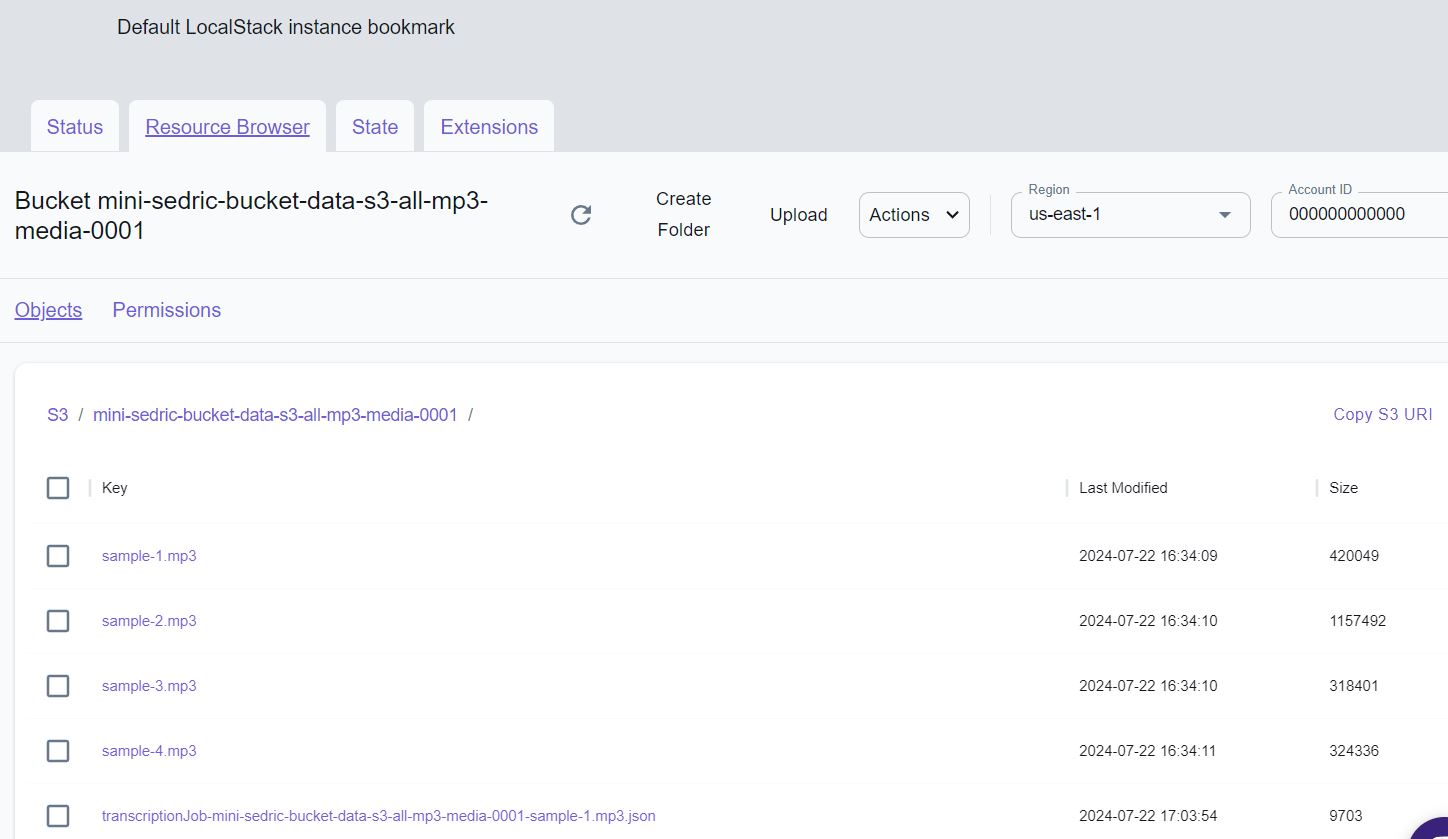 Default LocalStack instance bookmark
Status Resource Browser State Extensions
Bucket mini-sedric-bucket-data-s3-all-mp3-
media-0001
Create
Folder
Upload
Actions
Region
us-east-1
Account ID
000000000000
Objects Permissions
S3 / mini-sedric-bucket-data-s3-all-mp3-media-0001 /
Copy S3 URI
Key Last Modified Size
sample-1.mp3 2024-07-22 16:34:09 420049
sample-2.mp3 2024-07-22 16:34:10 1157492
sample-3.mp3 2024-07-22 16:34:10 318401
sample-4.mp3 2024-07-22 16:34:11 324336
transcriptionJob-mini-sedric-bucket-data-s3-all-mp3-media-0001-sample-1.mp3.json 2024-07-22 17:03:54 9703